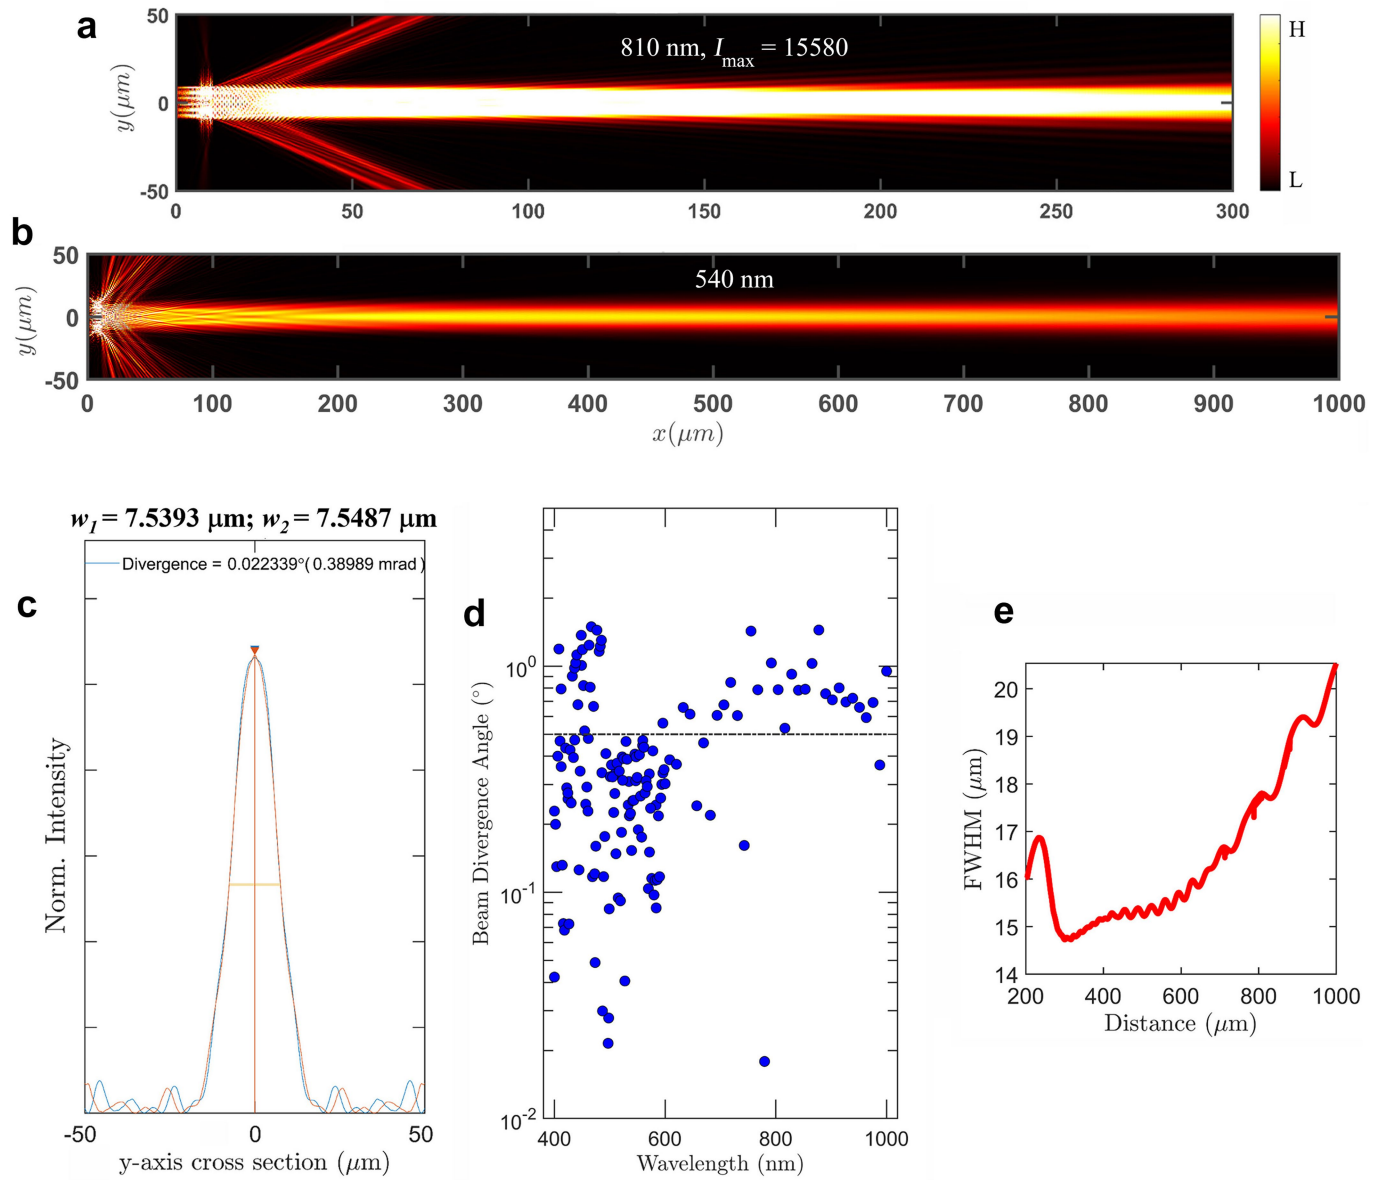 a
50
0
-50
y(μm)
810 nm, Imax = 15580
H
L
0 50 100 150 200 250 300
b
50
0
-50
y(μm)
540 nm
0 100 200 300 400 500 600 700 800 900 1000
x(μm)
w1 = 7.5393 μm; w2 = 7.5487 μm
c
Divergence = 0.022339°( 0.38989 mrad )
Norm. Intensity
-50 0 50
y-axis cross section (μm)
d
Beam Divergence Angle (°)
10^0
10^-1
10^-2
400 600 800 1000
Wavelength (nm)
e
FWHM (μm)
20
19
18
17
16
15
14
200 400 600 800 1000
Distance (μm)